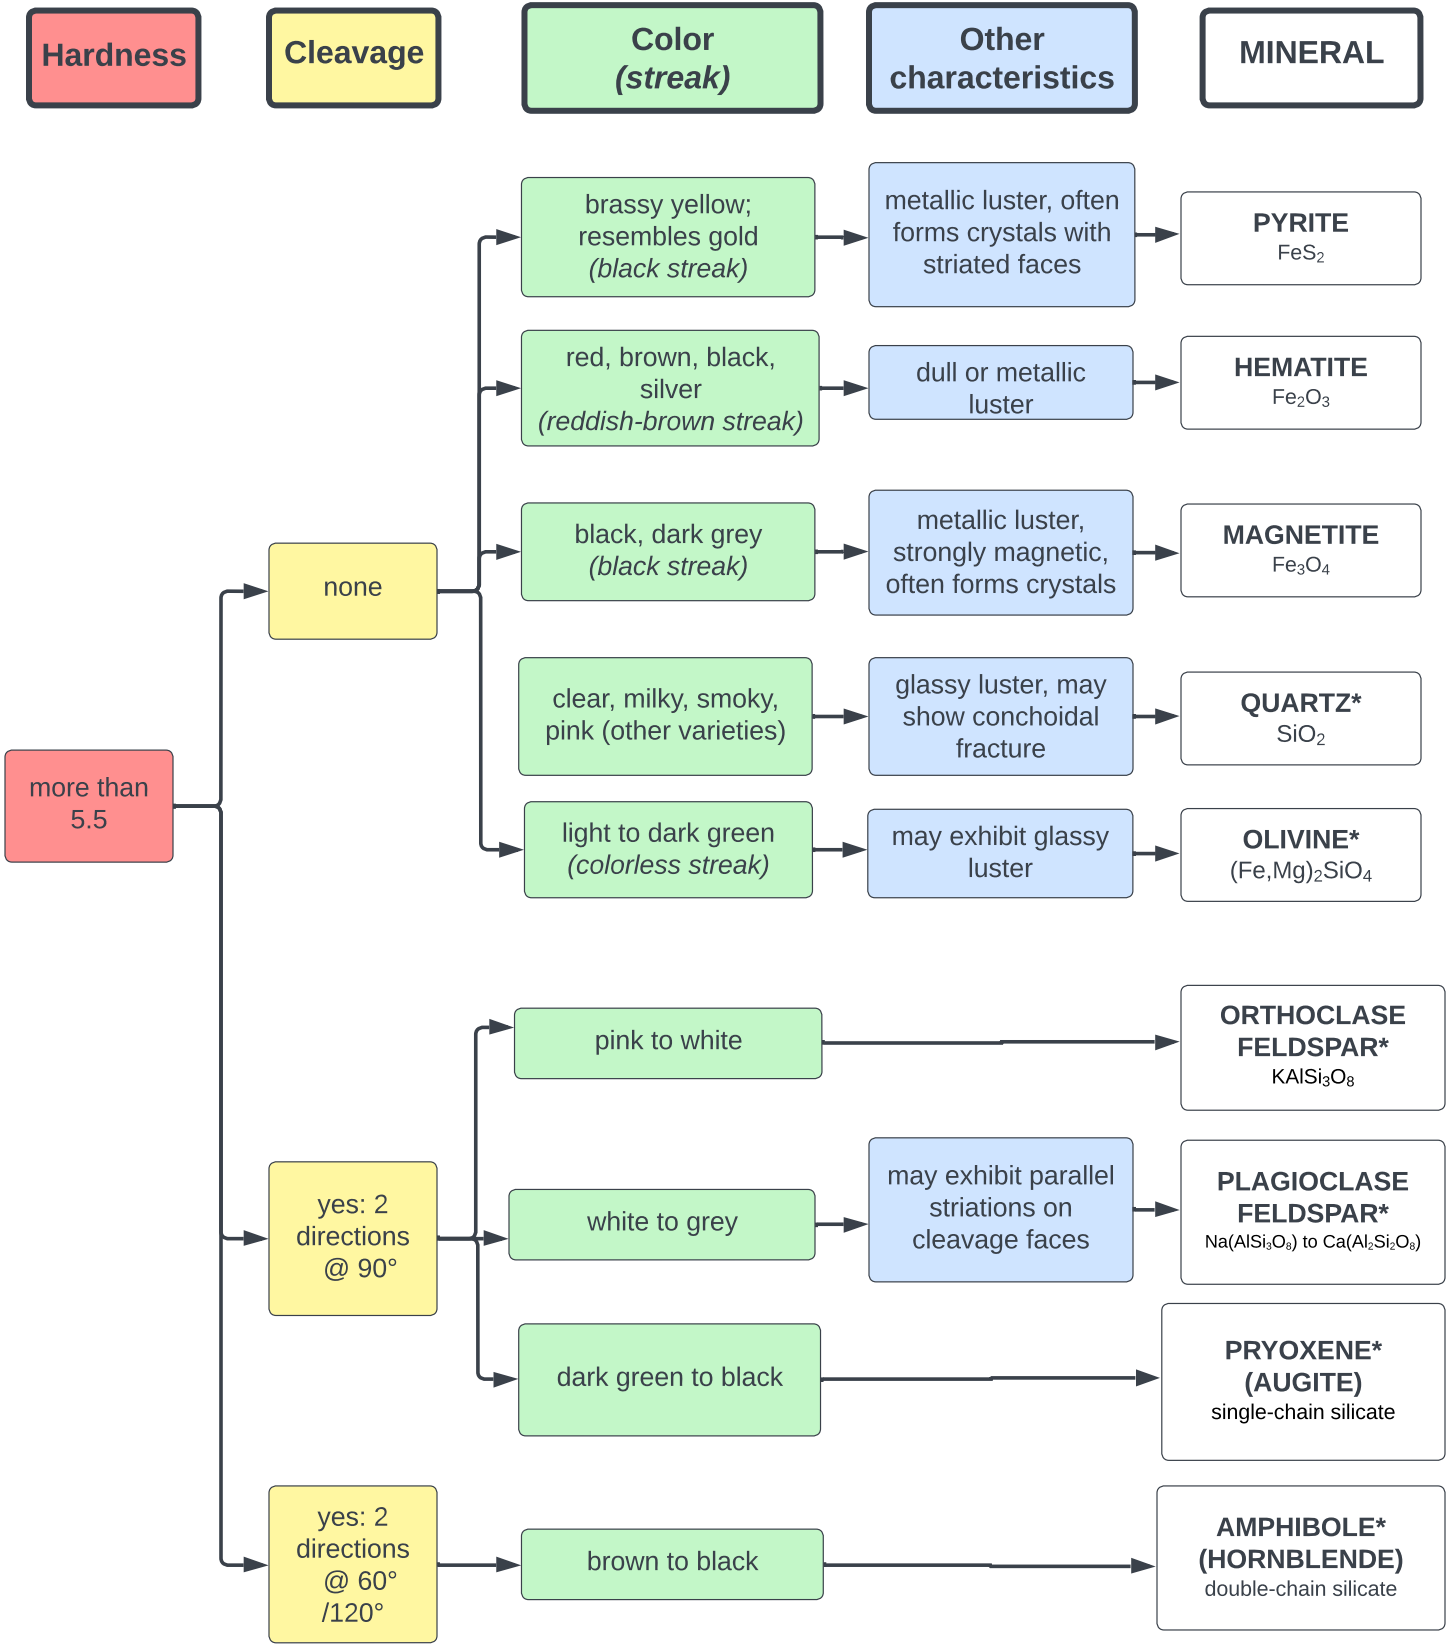 Hardness
Cleavage
Color
(streak)
Other
characteristics
MINERAL
more than
5.5
none
brassy yellow;
resembles gold
(black streak)
metallic luster, often
forms crystals with
striated faces
PYRITE
FeS₂
red, brown, black,
silver
(reddish-brown streak)
dull or metallic
luster
HEMATITE
Fe₂O₃
black, dark grey
(black streak)
metallic luster,
strongly magnetic,
often forms crystals
MAGNETITE
Fe₃O₄
clear, milky, smoky,
pink (other varieties)
glassy luster, may
show conchoidal
fracture
QUARTZ*
SiO₂
light to dark green
(colorless streak)
may exhibit glassy
luster
OLIVINE*
(Fe,Mg)₂SiO₄
yes: 2
directions
@ 90°
pink to white
ORTHOCLASE
FELDSPAR*
KAlSi₃O₈
white to grey
may exhibit parallel
striations on
cleavage faces
PLAGIOCLASE
FELDSPAR*
Na(AlSi₃O₈) to Ca(Al₂Si₂O₈)
dark green to black
PRYOXENE*
(AUGITE)
single-chain silicate
yes: 2
directions
@ 60°
/120°
brown to black
AMPHIBOLE*
(HORNBLENDE)
double-chain silicate